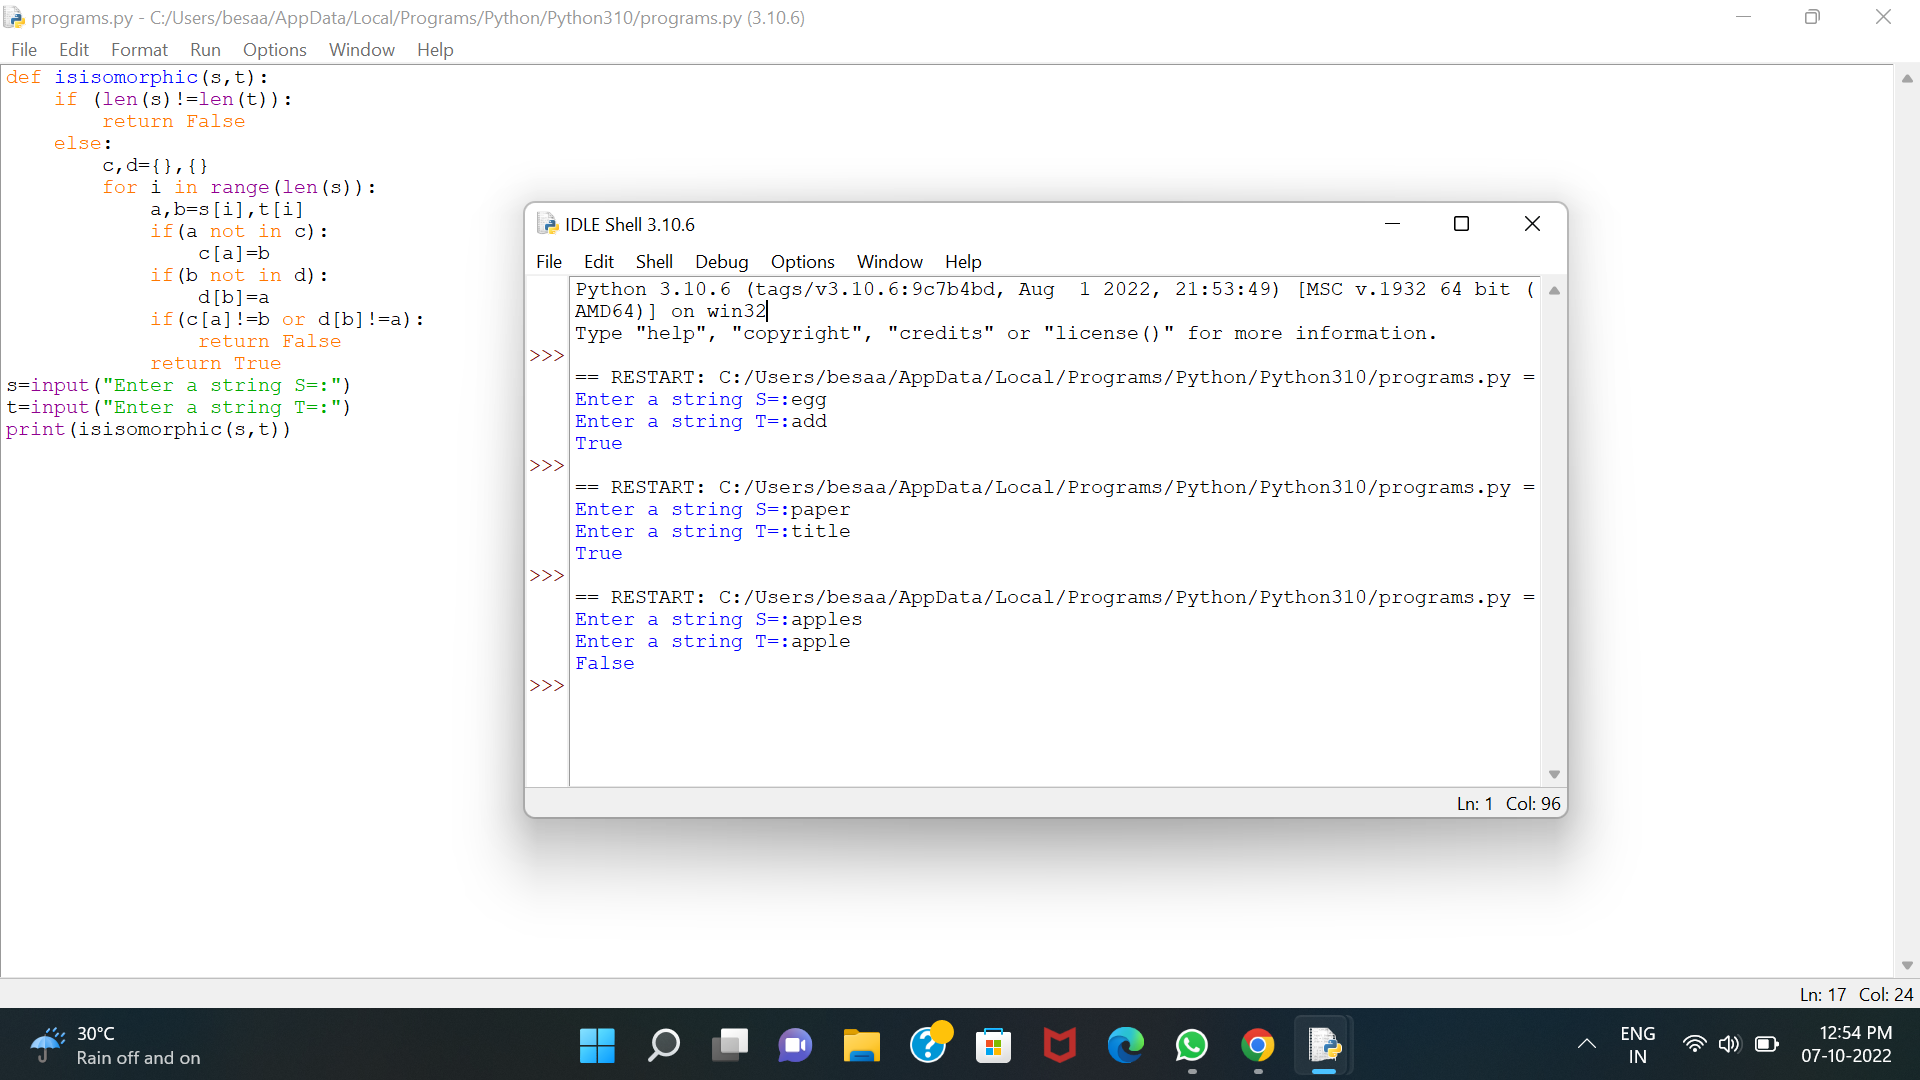 programs.py - C:/Users/besaa/AppData/Local/Programs/Python/Python310/programs.py (3.10.6)
File Edit Format Run Options Window Help
def isisomorphic(s,t):
    if (len(s)!=len(t)):
        return False
    else:
        c,d={},{}
        for i in range(len(s)):
            a,b=s[i],t[i]
            if(a not in c):
                c[a]=b
            if(b not in d):
                d[b]=a
            if(c[a]!=b or d[b]!=a):
                return False
            return True
s=input("Enter a string S=:")
t=input("Enter a string T=:")
print(isisomorphic(s,t))
IDLE Shell 3.10.6
File Edit Shell Debug Options Window Help
Python 3.10.6 (tags/v3.10.6:9c7b4bd, Aug  1 2022, 21:53:49) [MSC v.1932 64 bit (
AMD64)] on win32
Type "help", "copyright", "credits" or "license()" for more information.
>>>
== RESTART: C:/Users/besaa/AppData/Local/Programs/Python/Python310/programs.py =
Enter a string S=:egg
Enter a string T=:add
True
>>>
== RESTART: C:/Users/besaa/AppData/Local/Programs/Python/Python310/programs.py =
Enter a string S=:paper
Enter a string T=:title
True
>>>
== RESTART: C:/Users/besaa/AppData/Local/Programs/Python/Python310/programs.py =
Enter a string S=:apples
Enter a string T=:apple
False
>>>
Ln: 1 Col: 96
Ln: 17 Col: 24
30°C
Rain off and on
ENG
IN
12:54 PM
07-10-2022